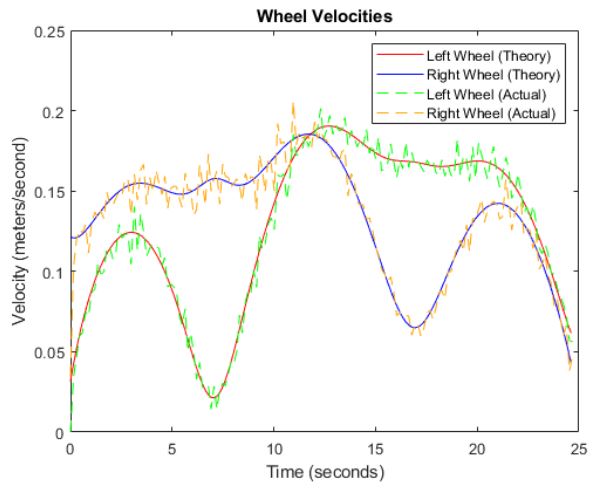 Wheel Velocities
0.25
0.2
0.15
0.1
0.05
0
Velocity (meters/second)
Left Wheel (Theory)
Right Wheel (Theory)
Left Wheel (Actual)
Right Wheel (Actual)
0 5 10 15 20 25
Time (seconds)